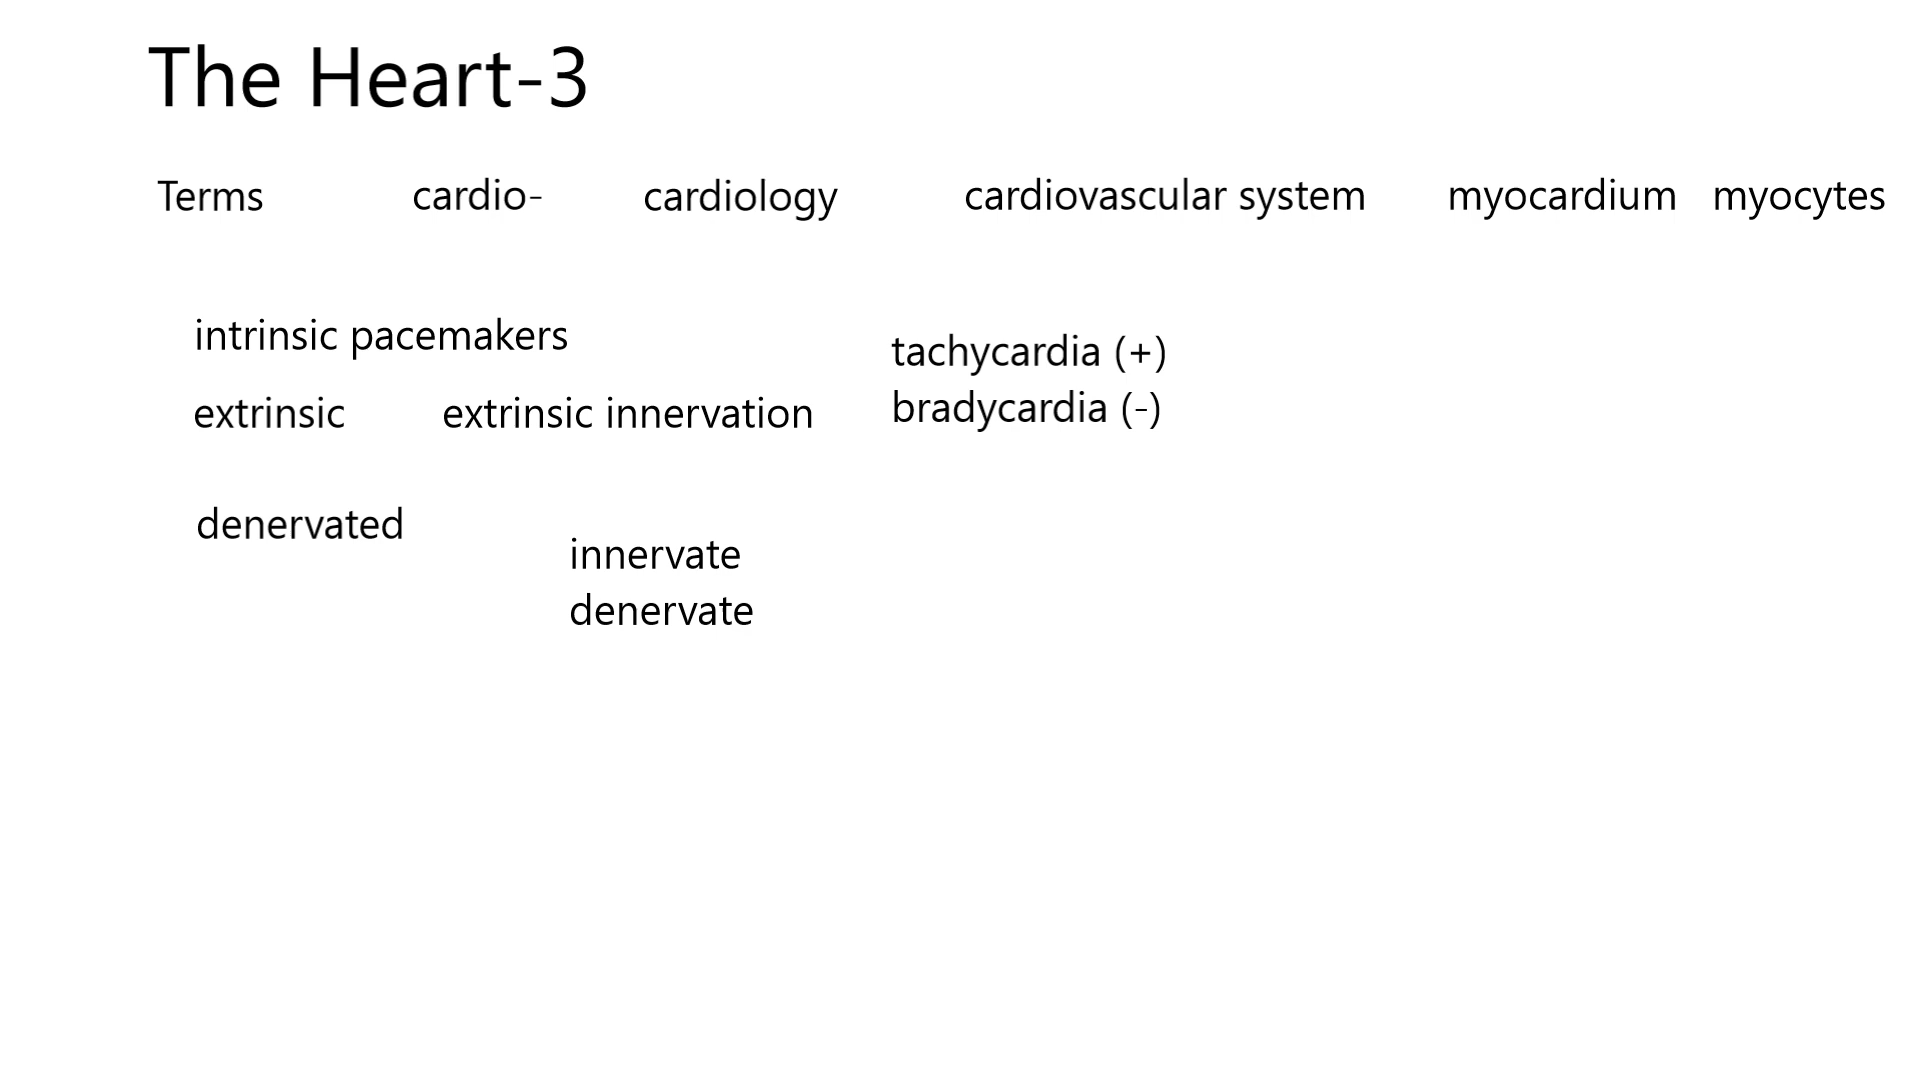 The Heart-3
Terms cardio- cardiology cardiovascular system myocardium myocytes
intrinsic pacemakers
tachycardia (+)
extrinsic extrinsic innervation
bradycardia (-)
denervated
innervate
denervate